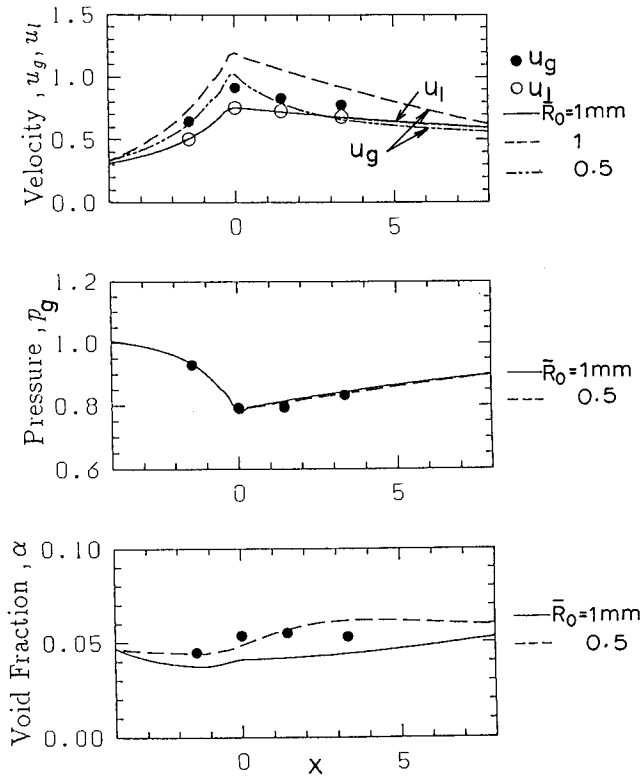 Velocity , u_g, u_l
1.5
1.0
0.5
0.0
0
5
u_l
u_g
● u_g
○ u_l
R̄₀=1mm
1
0.5
Pressure , p_g
1.2
1.0
0.8
0.6
0
5
R̄₀=1mm
0.5
Void Fraction , α
0.10
0.05
0.00
0
5
X
R̄₀=1mm
0.5